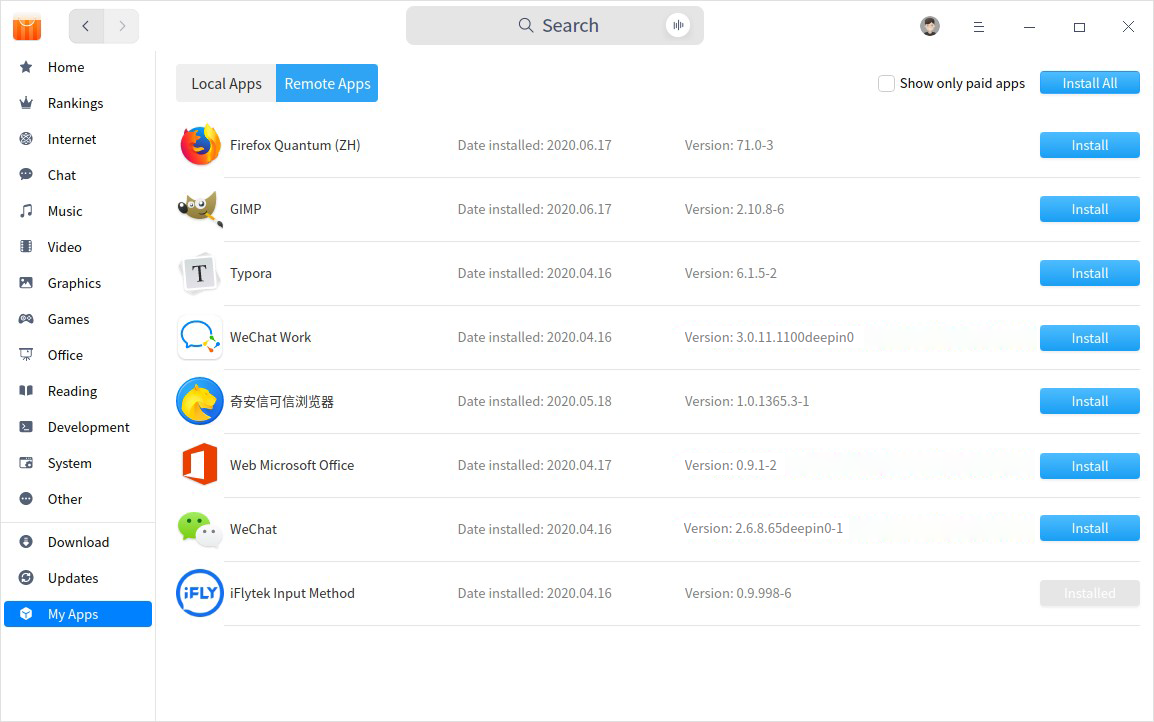 Search
Home
Rankings
Internet
Chat
Music
Video
Graphics
Games
Office
Reading
Development
System
Other
Download
Updates
My Apps
Local Apps Remote Apps Show only paid apps Install All
Firefox Quantum (ZH) Date installed: 2020.06.17 Version: 71.0-3 Install
GIMP Date installed: 2020.06.17 Version: 2.10.8-6 Install
T Typora Date installed: 2020.04.16 Version: 6.1.5-2 Install
WeChat Work Date installed: 2020.04.16 Version: 3.0.11.1100deepin0 Install
奇安信可信浏览器 Date installed: 2020.05.18 Version: 1.0.1365.3-1 Install
Web Microsoft Office Date installed: 2020.04.17 Version: 0.9.1-2 Install
WeChat Date installed: 2020.04.16 Version: 2.6.8.65deepin0-1 Install
iFLY iFlytek Input Method Date installed: 2020.04.16 Version: 0.9.998-6 Installed